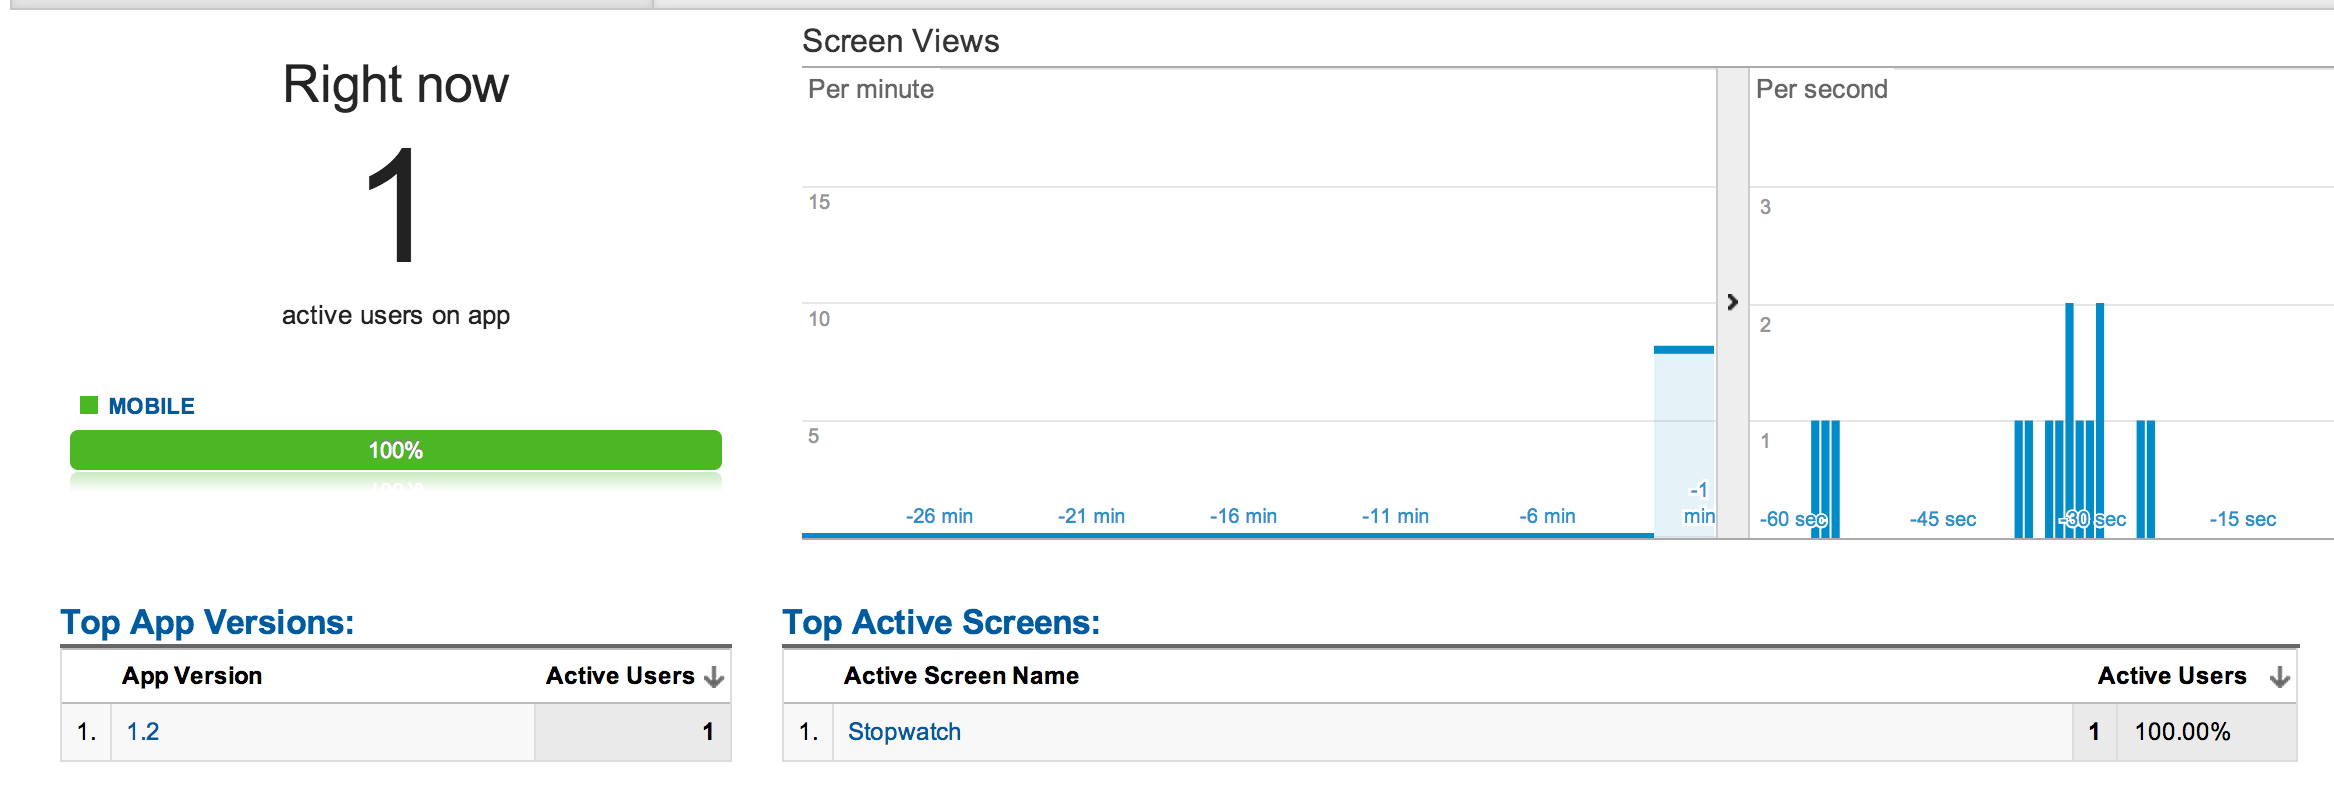 Right now
1
active users on app
MOBILE
100%
Screen Views
Per minute
15
10
5
-26 min
-21 min
-16 min
-11 min
-6 min
-1
min
Per second
3
2
1
-60 sec
-45 sec
-30 sec
-15 sec
Top App Versions:
App Version Active Users
1. 1.2 1
Top Active Screens:
Active Screen Name Active Users
1. Stopwatch 1 100.00%